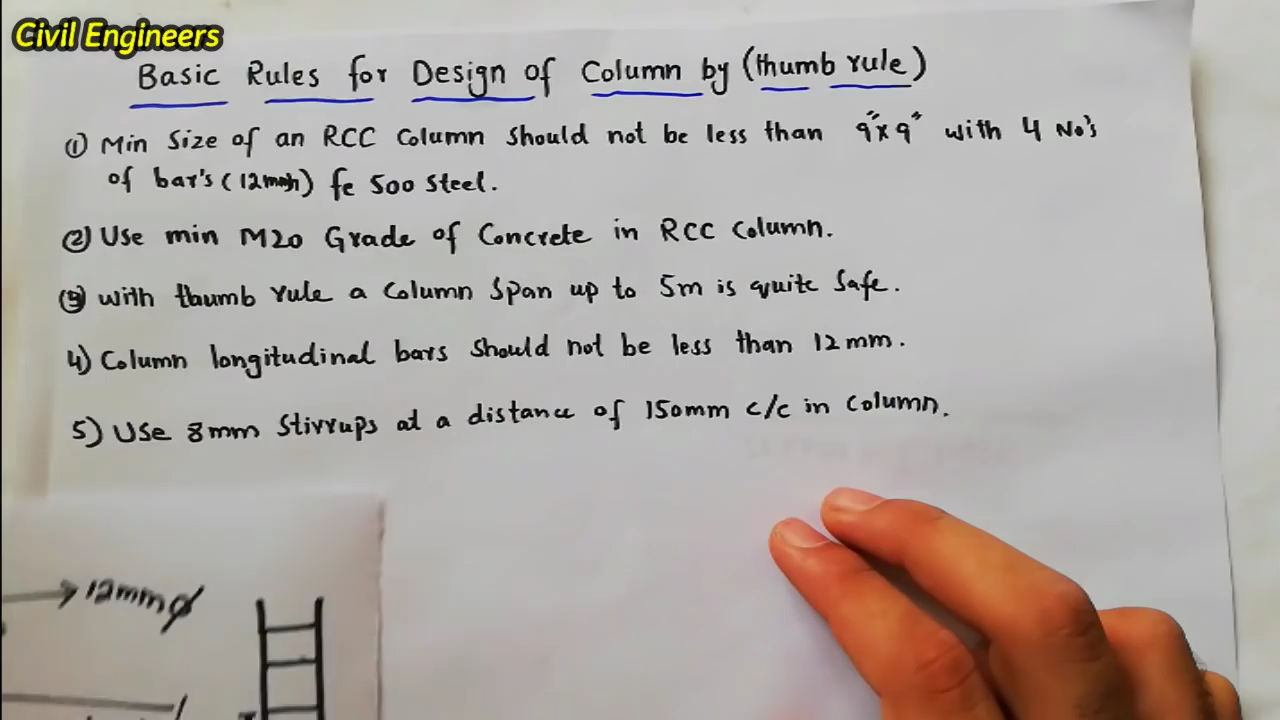 Civil Engineers
Basic Rules for Design of Column by (thumb rule)
① Min Size of an RCC Column should not be less than 9"x9" with 4 No's
of bar's (12mm) fe 500 steel.
② Use min M20 Grade of Concrete in RCC Column.
③ with thumb rule a Column Span up to 5m is quite Safe.
4) Column longitudinal bars should not be less than 12mm.
5) Use 8mm Stirrups at a distance of 150mm c/c in column.
12mmφ